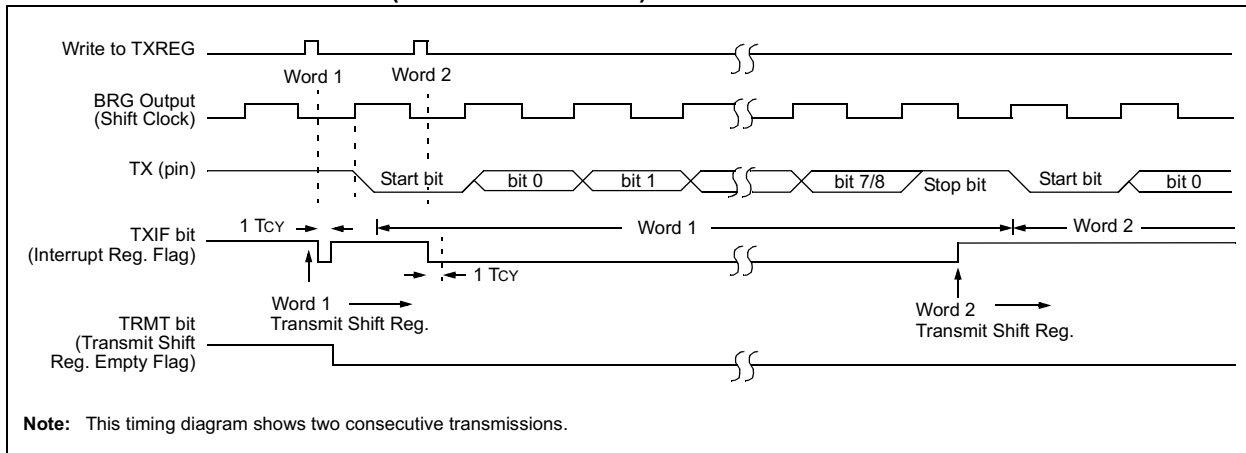 Write to TXREG
Word 1
Word 2
BRG Output
(Shift Clock)
TX (pin)
Start bit
bit 0
bit 1
bit 7/8
Stop bit
Start bit
bit 0
1 TCY
Word 1
Word 2
TXIF bit
(Interrupt Reg. Flag)
1 TCY
Word 1
Transmit Shift Reg.
Word 2
Transmit Shift Reg.
TRMT bit
(Transmit Shift
Reg. Empty Flag)
Note: This timing diagram shows two consecutive transmissions.